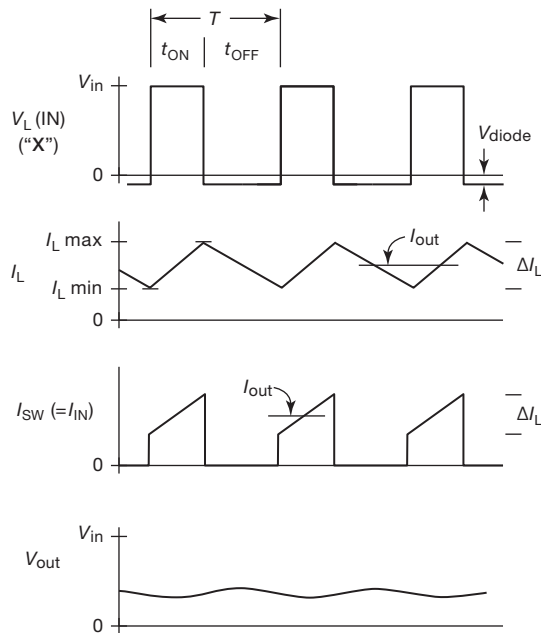 T
tON tOFF
Vin
VL (IN)
("X")
Vdiode
0
IL max
Iout
IL
ΔIL
IL min
0
Iout
ISW (=IIN)
ΔIL
0
Vin
Vout
0